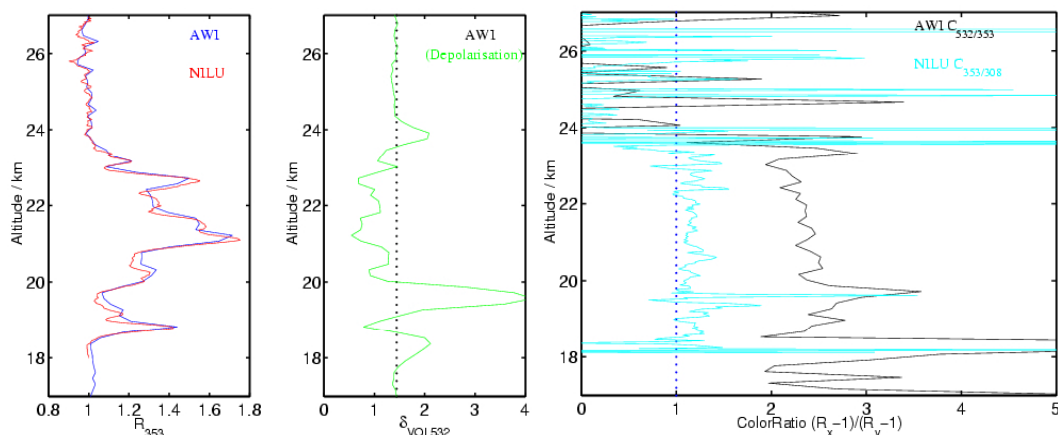 AWI
NILU
26
24
22
20
18
Altitude / km
0.8
1
1.2
1.4
1.6
1.8
R353
AWI
(Depolarisation)
26
24
22
20
18
Altitude / km
0
1
2
3
4
δVOL532
AWI C532/353
NILU C353/308
26
24
22
20
18
Altitude / km
0
1
2
3
4
5
ColorRatio (Rx−1)/(Ry−1)